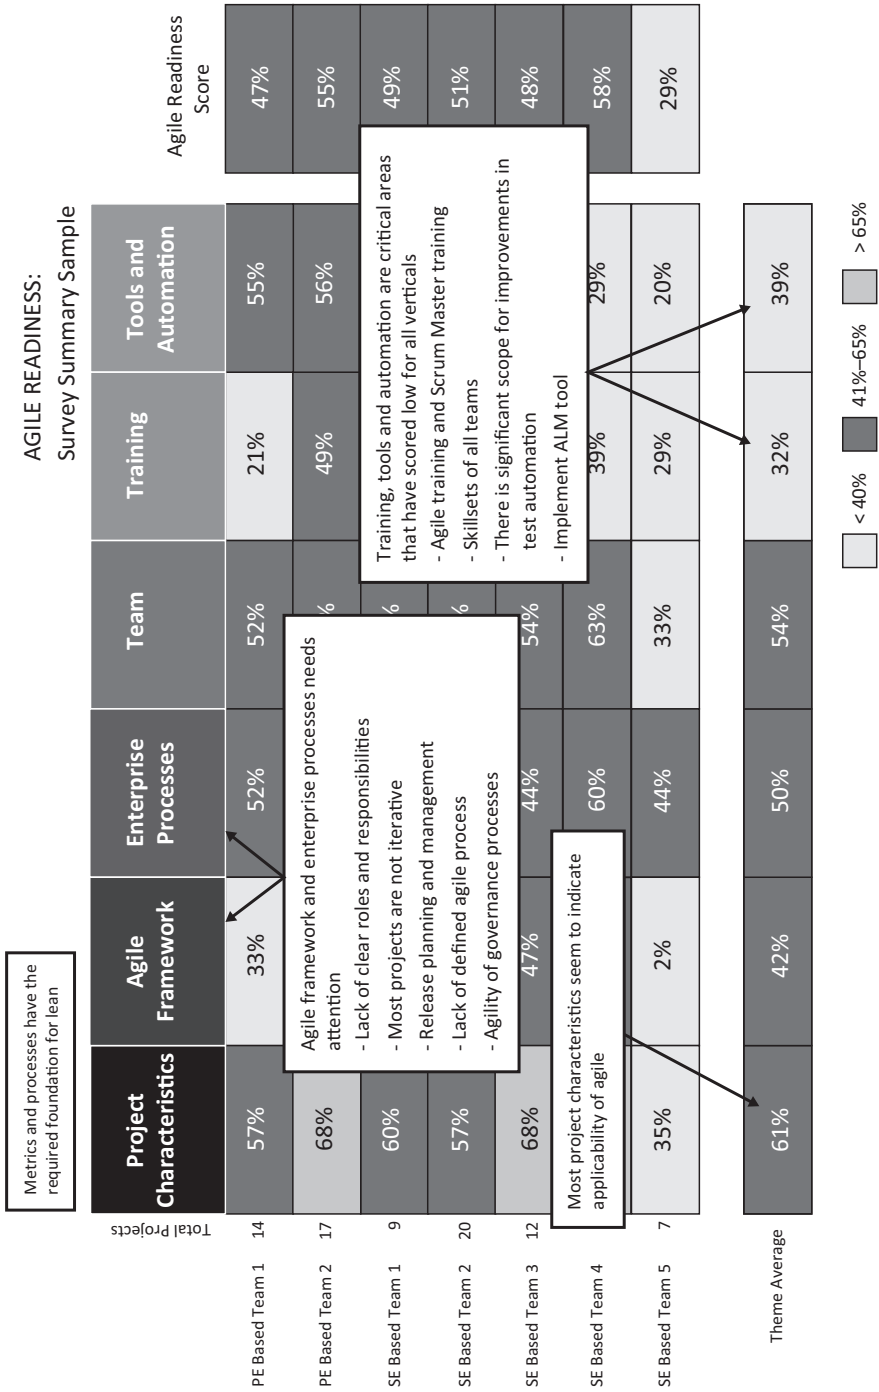 AGILE READINESS:
Survey Summary Sample
Metrics and processes have the
required foundation for lean
Total Projects
Project
Characteristics
Agile
Framework
Enterprise
Processes
Team
Training
Tools and
Automation
Agile Readiness
Score
PE Based Team 1 14 57% 33% 52% 52% 21% 55% 47%
PE Based Team 2 17 68% % 49% 56% 55%
SE Based Team 1 9 60% % 49%
SE Based Team 2 20 57% % 51%
SE Based Team 3 12 68% 47% 44% 54% 48%
SE Based Team 4 60% 63% 39% 29% 58%
SE Based Team 5 7 35% 2% 44% 33% 29% 20% 29%
Theme Average 61% 42% 50% 54% 32% 39%
Agile framework and enterprise processes needs
attention
- Lack of clear roles and responsibilities
- Most projects are not iterative
- Release planning and management
- Lack of defined agile process
- Agility of governance processes
Training, tools and automation are critical areas
that have scored low for all verticals
- Agile training and Scrum Master training
- Skillsets of all teams
- There is significant scope for improvements in
test automation
- Implement ALM tool
Most project characteristics seem to indicate
applicability of agile
< 40% 41%–65% > 65%